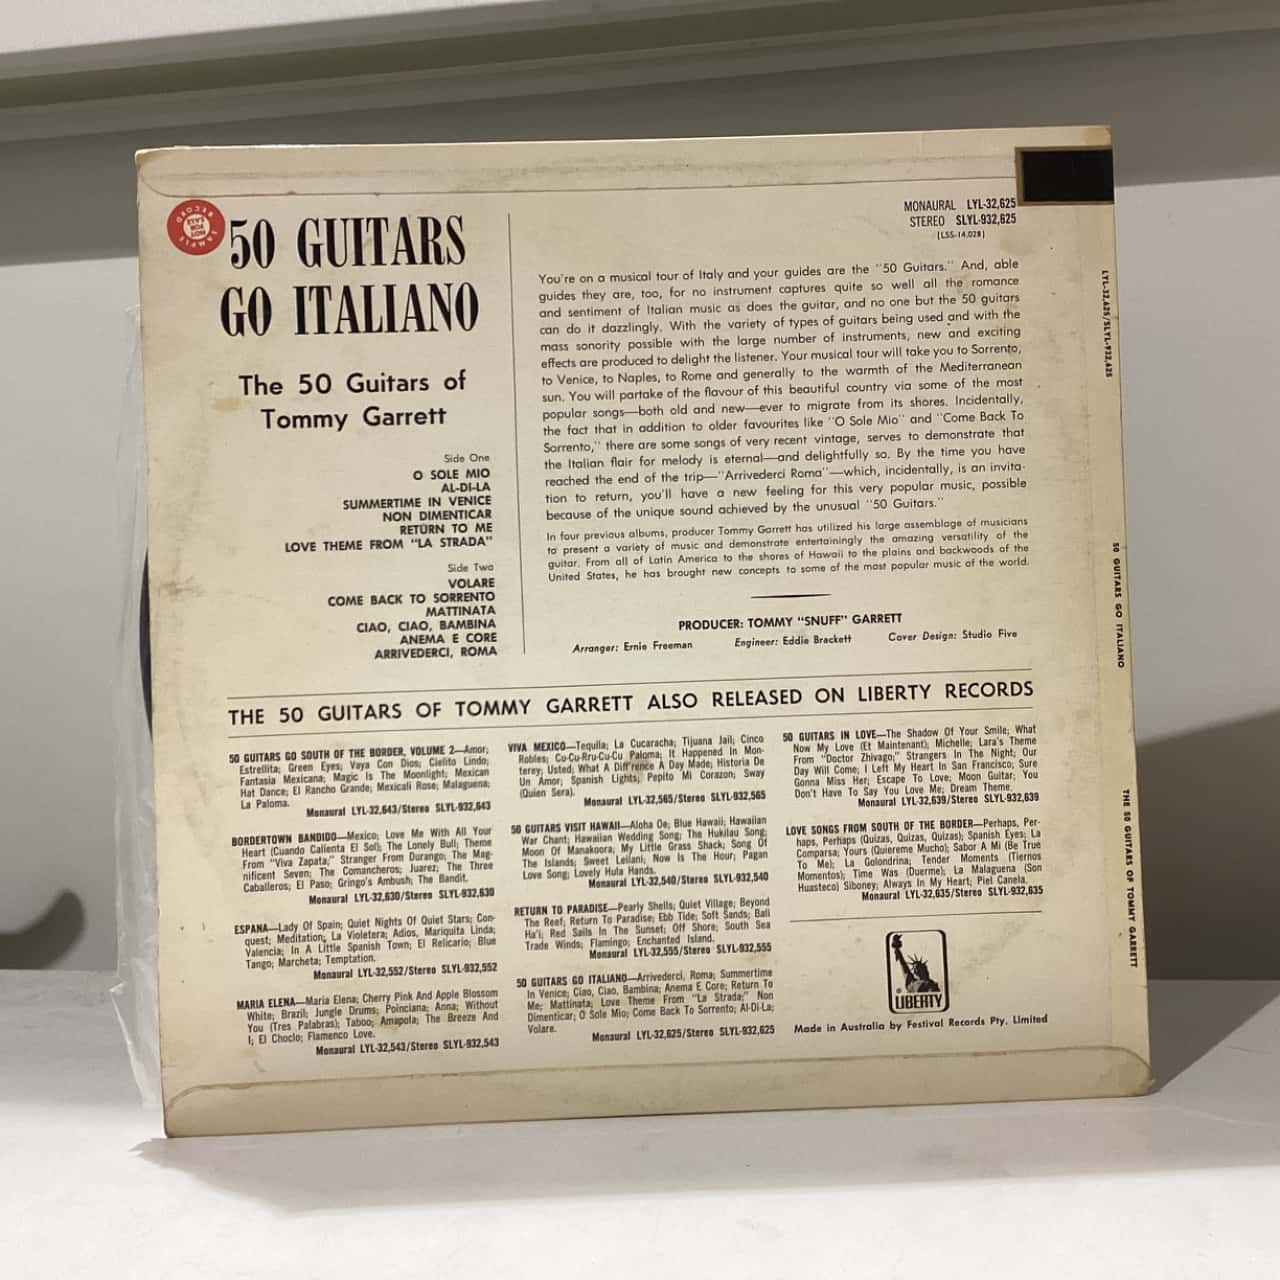 SAMPLE RECORD
NOT
FOR
SALE
50 GUITARS
GO ITALIANO
The 50 Guitars of
Tommy Garrett
Side One
O SOLE MIO
AL-DI-LA
SUMMERTIME IN VENICE
NON DIMENTICAR
RETURN TO ME
LOVE THEME FROM "LA STRADA"
Side Two
VOLARE
COME BACK TO SORRENTO
MATTINATA
CIAO, CIAO, BAMBINA
ANEMA E CORE
ARRIVEDERCI, ROMA
MONAURAL LYL-32,625
STEREO SLYL-932,625
(LSS-14,028)
You're on a musical tour of Italy and your guides are the "50 Guitars." And, able
guides they are, too, for no instrument captures quite so well all the romance
and sentiment of Italian music as does the guitar, and no one but the 50 guitars
can do it dazzlingly. With the variety of types of guitars being used and with the
mass sonority possible with the large number of instruments, new and exciting
effects are produced to delight the listener. Your musical tour will take you to Sorrento,
to Venice, to Naples, to Rome and generally to the warmth of the Mediterranean
sun. You will partake of the flavour of this beautiful country via some of the most
popular songs—both old and new—ever to migrate from its shores. Incidentally,
the fact that in addition to older favourites like "O Sole Mio" and "Come Back To
Sorrento," there are some songs of very recent vintage, serves to demonstrate that
the Italian flair for melody is eternal—and delightfully so. By the time you have
reached the end of the trip—"Arrivederci Roma"—which, incidentally, is an invita-
tion to return, you'll have a new feeling for this very popular music, possible
because of the unique sound achieved by the unusual "50 Guitars."
In four previous albums, producer Tommy Garrett has utilized his large assemblage of musicians
to present a variety of music and demonstrate entertainingly the amazing versatility of the
guitar. From all of Latin America to the shores of Hawaii to the plains and backwoods of the
United States, he has brought new concepts to some of the most popular music of the world.
PRODUCER: TOMMY "SNUFF" GARRETT
Arranger: Ernie Freeman Engineer: Eddie Brackett Cover Design: Studio Five
THE 50 GUITARS OF TOMMY GARRETT ALSO RELEASED ON LIBERTY RECORDS
50 GUITARS GO SOUTH OF THE BORDER, VOLUME 2—Amor;
Estrellita; Green Eyes; Vaya Con Dios; Cielito Lindo;
Fantasia Mexicana; Magic Is The Moonlight; Mexican
Hat Dance; El Rancho Grande; Mexicali Rose; Malaguena;
La Paloma.
Monaural LYL-32,643/Stereo SLYL-932,643
BORDERTOWN BANDIDO—Mexico; Love Me With All Your
Heart (Cuando Calienta El Sol); The Lonely Bull; Theme
From "Viva Zapata;" Stranger From Durango; The Mag-
nificent Seven; The Comancheros; Juarez; The Three
Caballeros; El Paso; Gringo's Ambush; The Bandit.
Monaural LYL-32,630/Stereo SLYL-932,630
ESPANA—Lady Of Spain; Quiet Nights Of Quiet Stars; Con-
quest; Meditation; La Violetera; Adios, Mariquita Linda;
Valencia; In A Little Spanish Town; El Relicario; Blue
Tango; Marcheta; Temptation.
Monaural LYL-32,552/Stereo SLYL-932,552
MARIA ELENA—Maria Elena; Cherry Pink And Apple Blossom
White; Brazil; Jungle Drums; Poinciana; Anna; Without
You (Tres Palabras); Taboo; Amapola; The Breeze And
I; El Choclo; Flamenco Love.
Monaural LYL-32,543/Stereo SLYL-932,543
VIVA MEXICO—Tequila; La Cucaracha; Tijuana Jail; Cinco
Robles; Cu-Cu-Rru-Cu-Cu Paloma; It Happened In Mon-
terey; Usted; What A Diff'rence A Day Made; Historia De
Un Amor; Spanish Lights; Pepito Mi Corazon; Sway
(Quien Sera).
Monaural LYL-32,565/Stereo SLYL-932,565
50 GUITARS VISIT HAWAII—Aloha Oe; Blue Hawaii; Hawaiian
War Chant; Hawaiian Wedding Song; The Hukilau Song;
Moon Of Manakoora; My Little Grass Shack; Song Of
The Islands; Sweet Leilani; Now Is The Hour; Pagan
Love Song; Lovely Hula Hands.
Monaural LYL-32,540/Stereo SLYL-932,540
RETURN TO PARADISE—Pearly Shells; Quiet Village; Beyond
The Reef; Return To Paradise; Ebb Tide; Soft Sands; Bali
Ha'i; Red Sails In The Sunset; Off Shore; South Sea
Trade Winds; Flamingo; Enchanted Island.
Monaural LYL-32,555/Stereo SLYL-932,555
50 GUITARS GO ITALIANO—Arrivederci, Roma; Summertime
In Venice; Ciao, Ciao, Bambina; Anema E Core; Return To
Me; Mattinata; Love Theme From "La Strada;" Non
Dimenticar; O Sole Mio; Come Back To Sorrento; Al-Di-La;
Volare.
Monaural LYL-32,625/Stereo SLYL-932,625
50 GUITARS IN LOVE—The Shadow Of Your Smile; What
Now My Love (Et Maintenant); Michelle; Lara's Theme
From "Doctor Zhivago;" Strangers In The Night; Our
Day Will Come; I Left My Heart In San Francisco; Sure
Gonna Miss Her; Escape To Love; Moon Guitar; You
Don't Have To Say You Love Me; Dream Theme.
Monaural LYL-32,639/Stereo SLYL-932,639
LOVE SONGS FROM SOUTH OF THE BORDER—Perhaps, Per-
haps, Perhaps (Quizas, Quizas, Quizas); Spanish Eyes; La
Comparsa; Yours (Quiereme Mucho); Sabor A Mi (Be True
To Me); La Golondrina; Tender Moments (Tiernos
Momentos); Time Was (Duerme); La Malaguena (Son
Huasteco) Siboney; Always In My Heart; Piel Canela.
Monaural LYL-32,635/Stereo SLYL-932,635
LIBERTY
Made in Australia by Festival Records Pty. Limited
LYL-32,625/SLYL-932,625
50 GUITARS GO ITALIANO
THE 50 GUITARS OF TOMMY GARRETT